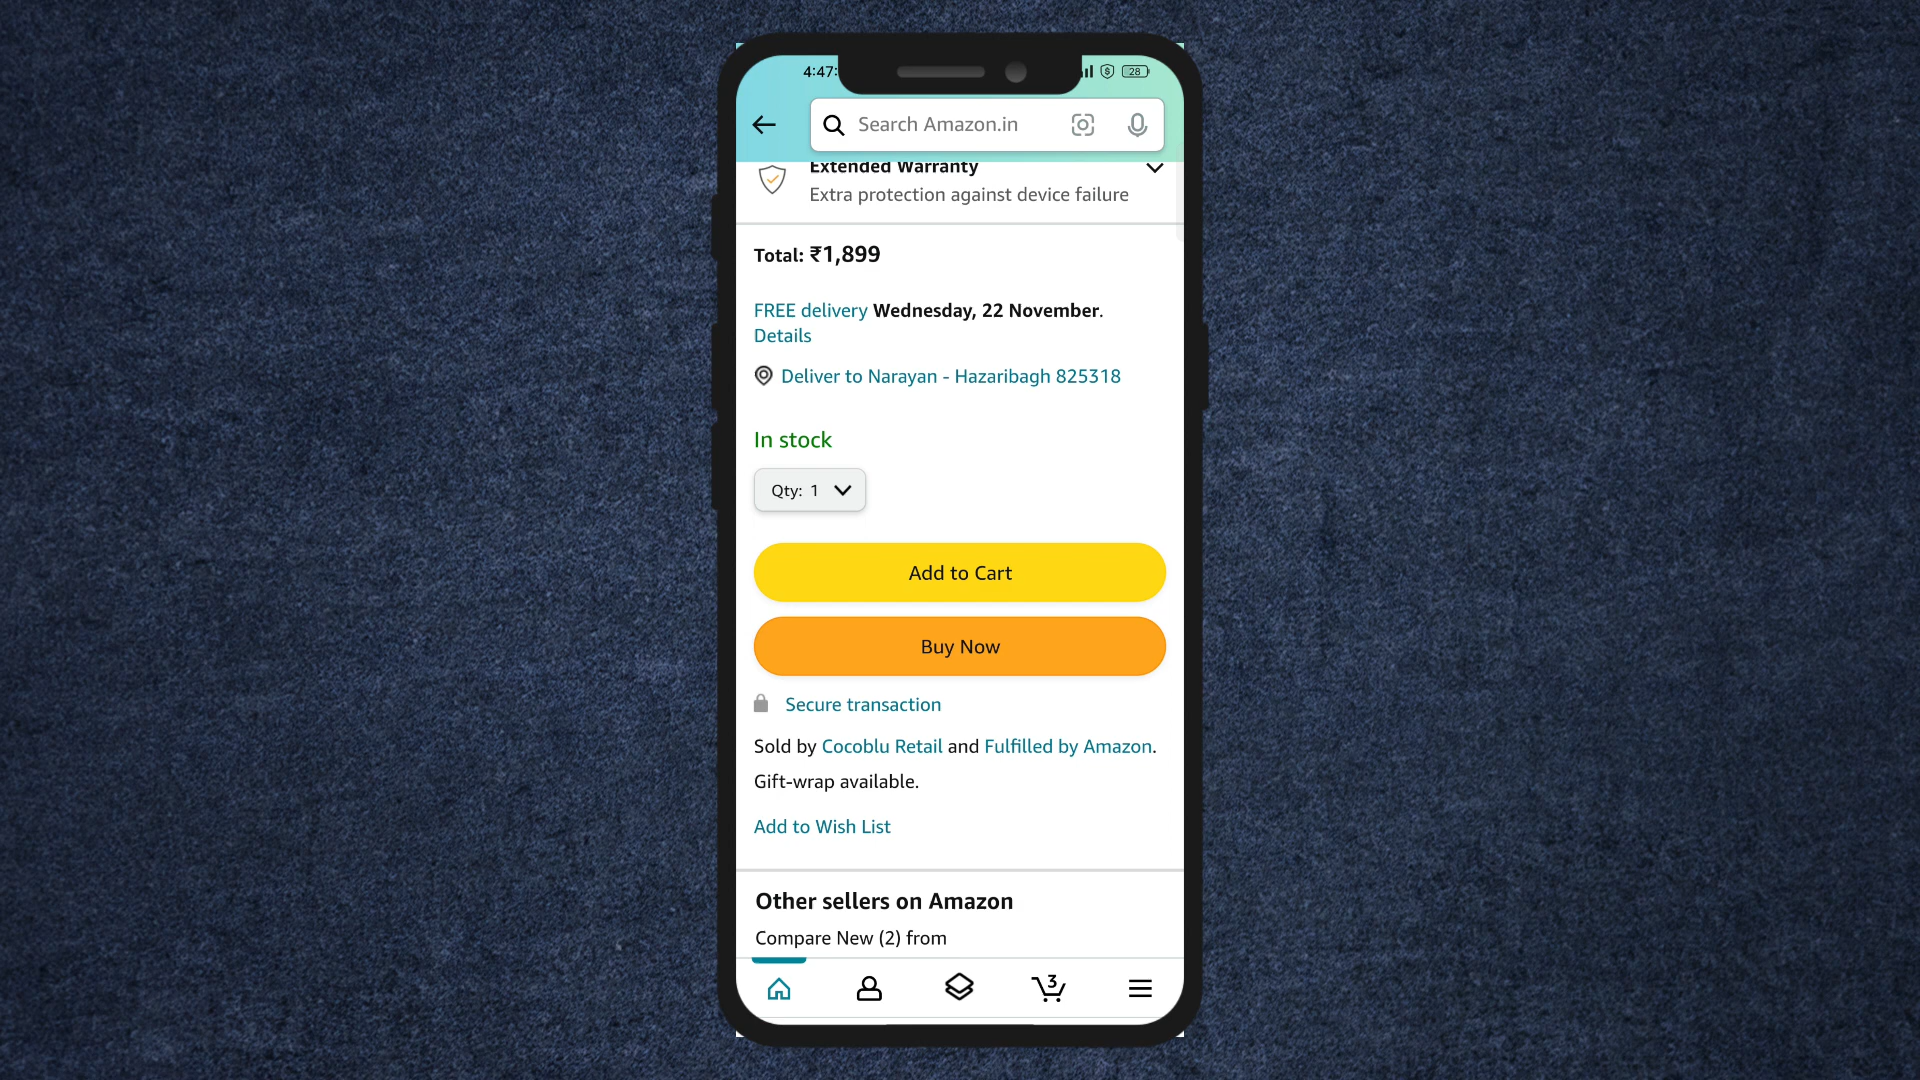 4:47:
28
Search Amazon.in
Extended Warranty
Extra protection against device failure
Total: ₹1,899
FREE delivery Wednesday, 22 November.
Details
Deliver to Narayan - Hazaribagh 825318
In stock
Qty: 1
Add to Cart
Buy Now
Secure transaction
Sold by Cocoblu Retail and Fulfilled by Amazon.
Gift-wrap available.
Add to Wish List
Other sellers on Amazon
Compare New (2) from
3